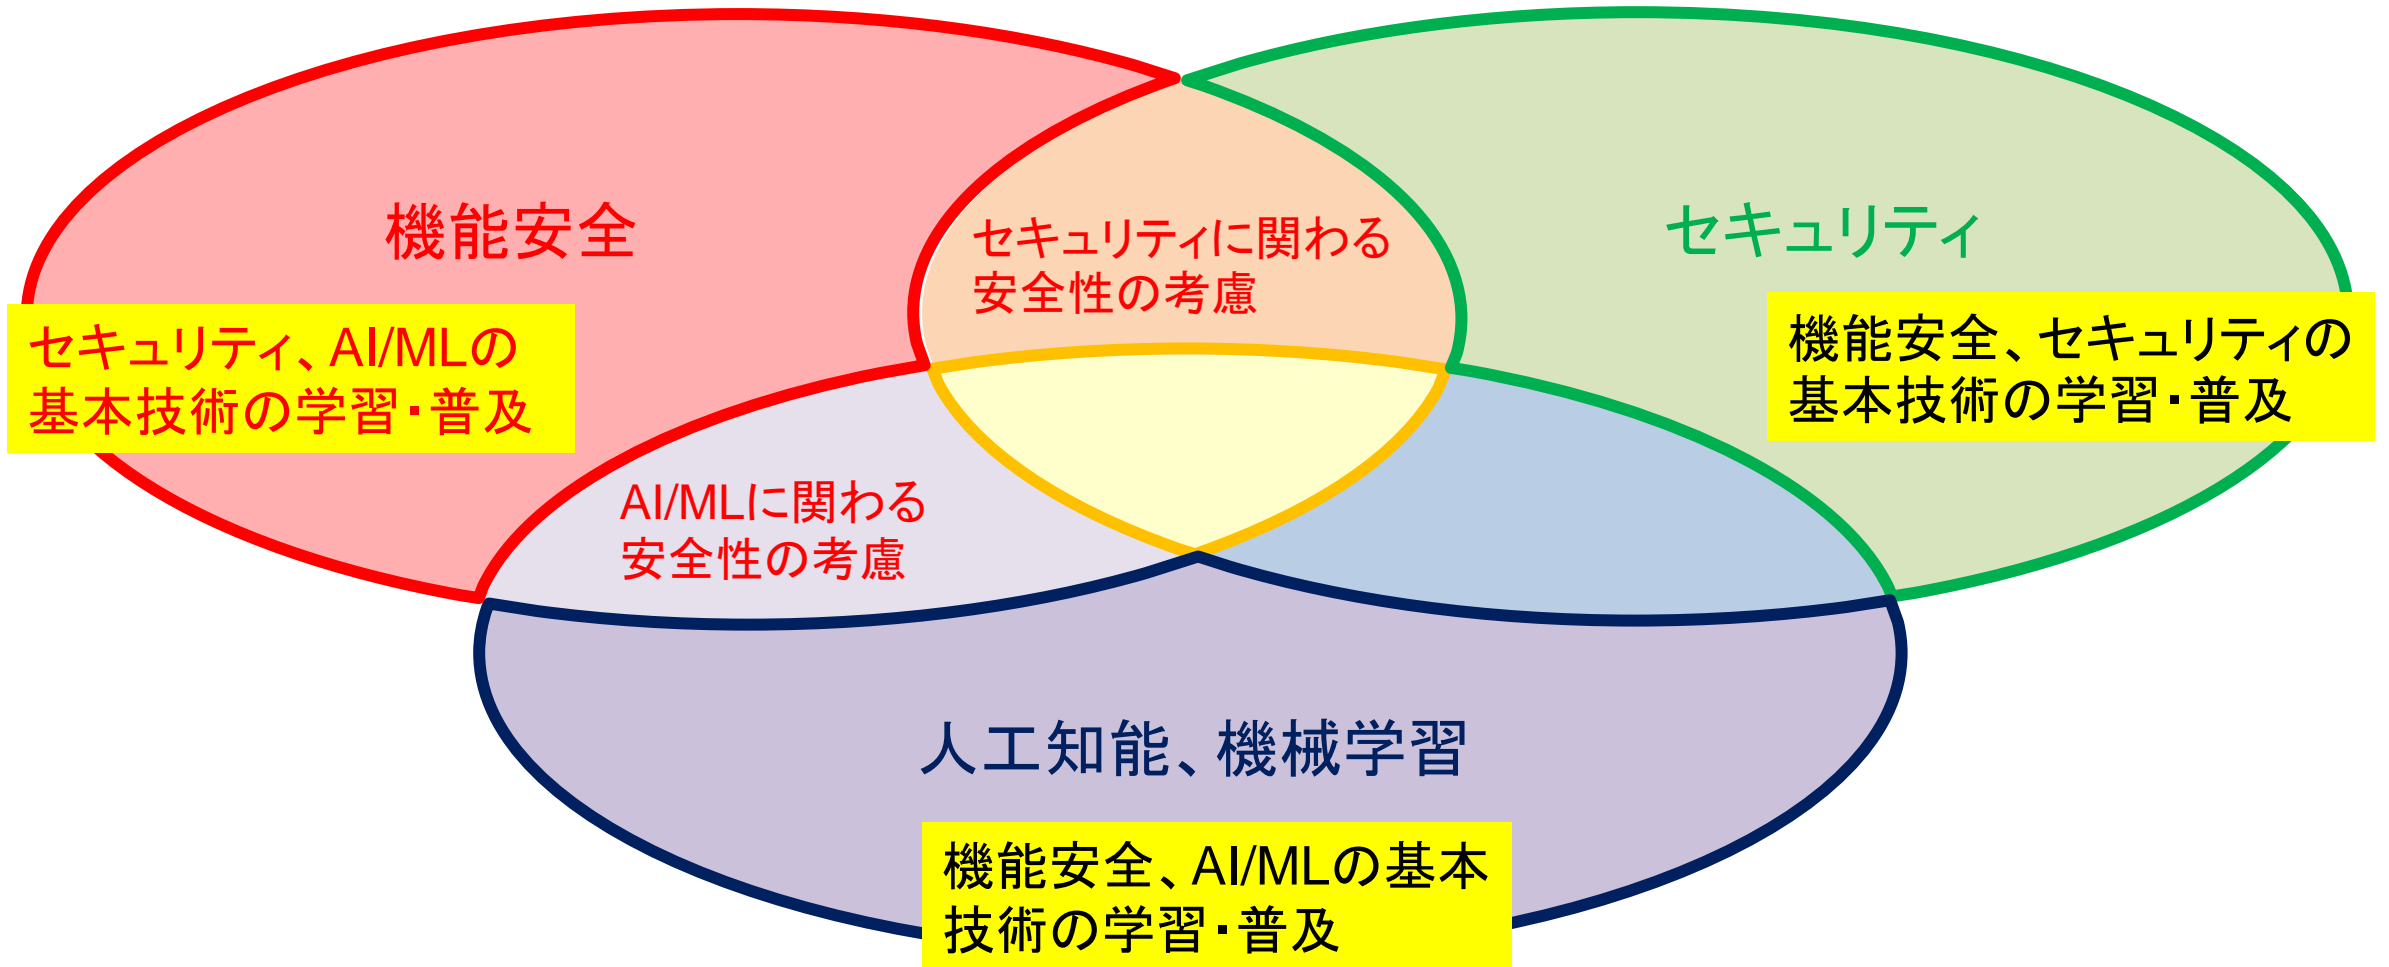 機能安全
セキュリティに関わる
安全性の考慮
セキュリティ
セキュリティ、AI/MLの
基本技術の学習・普及
機能安全、セキュリティの
基本技術の学習・普及
AI/MLに関わる
安全性の考慮
人工知能、機械学習
機能安全、AI/MLの基本
技術の学習・普及